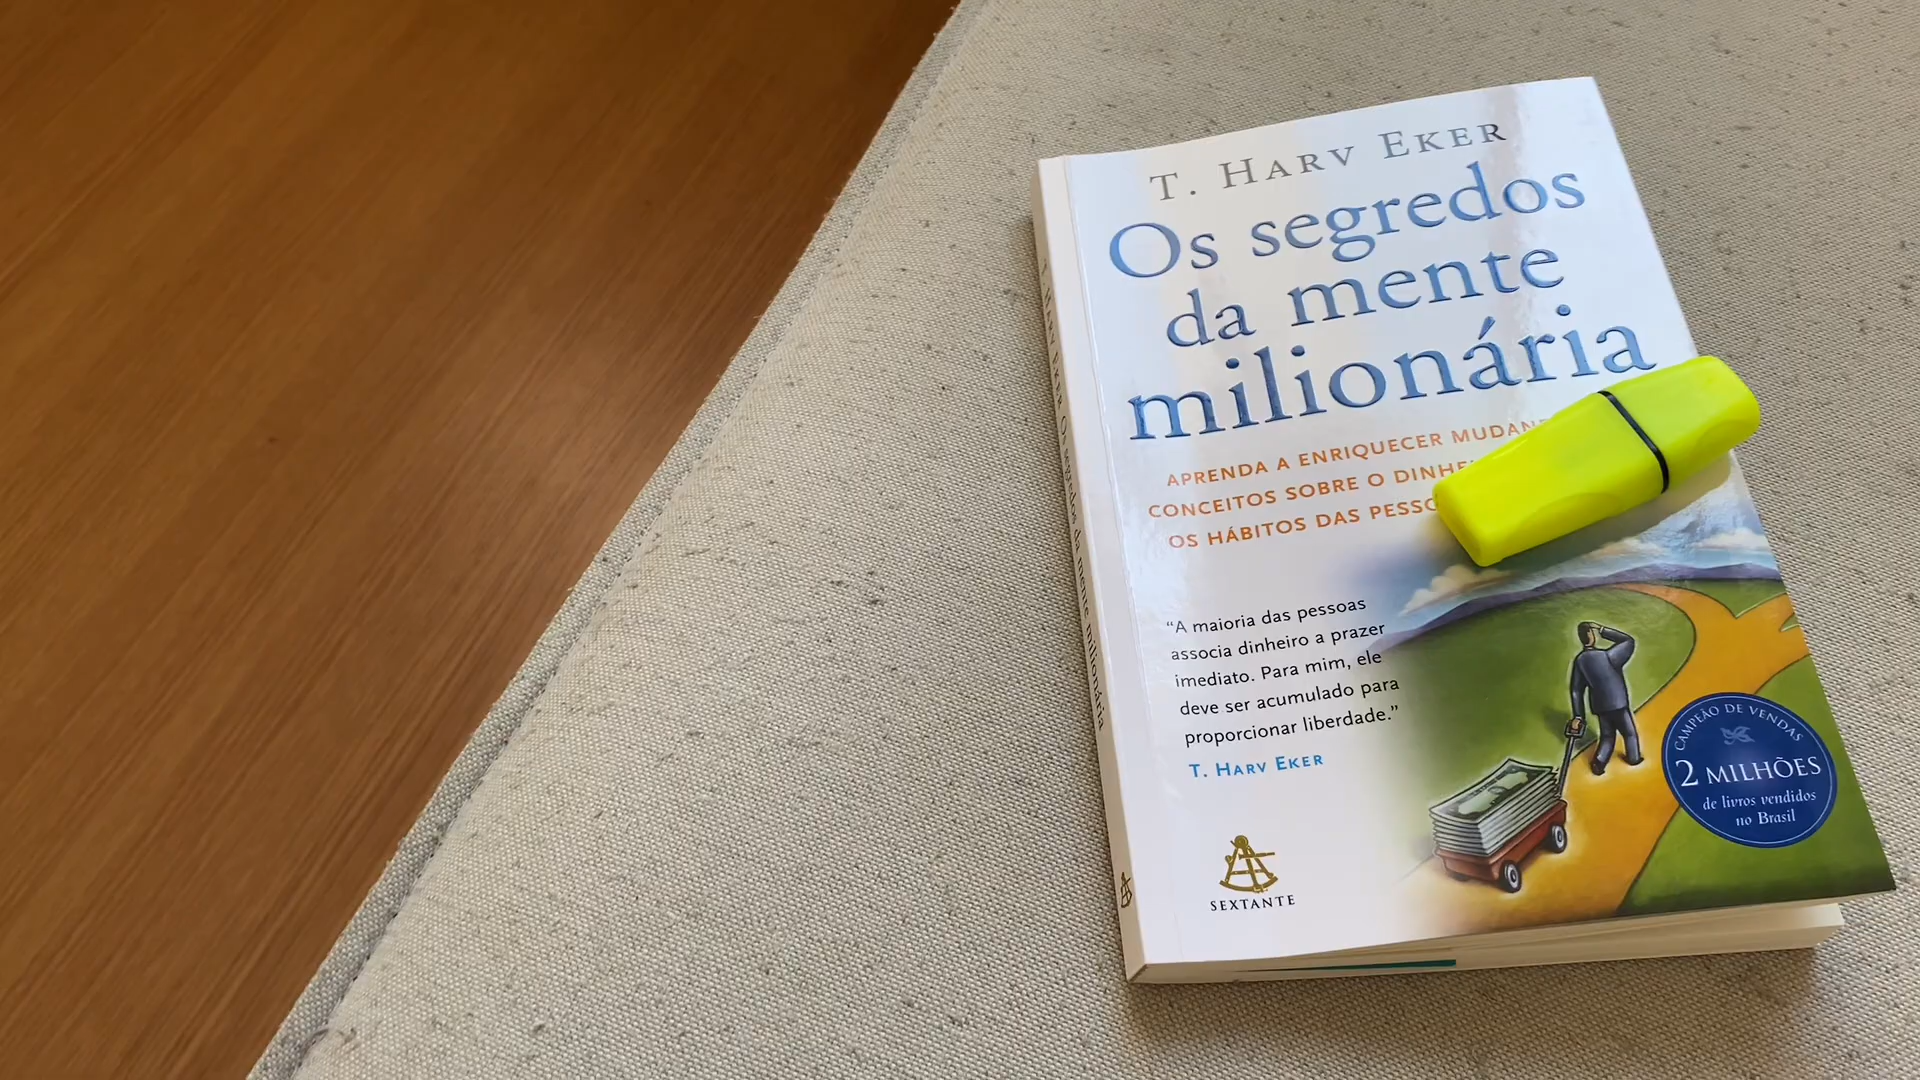 T. HARV EKER
Os segredos
da mente
milionária
APRENDA A ENRIQUECER
CONCEITOS SOBRE O
OS HÁBITOS DAS
“A maioria das pessoas
associa dinheiro a prazer
imediato. Para mim, ele
deve ser acumulado para
proporcionar liberdade.”
T. HARV EKER
SEXTANTE
CAMPEÃO DE VENDAS
2 MILHÕES
de livros vendidos
no Brasil
T. HARV EKER Os segredos da mente milionária